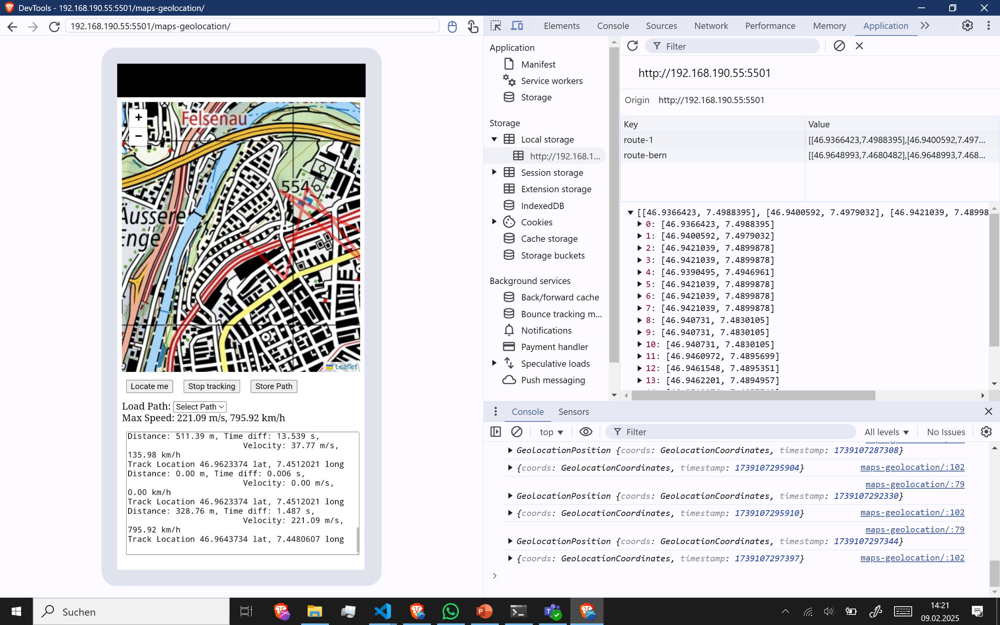 DevTools - 192.168.190.55:5501/maps-geolocation/
192.168.190.55:5501/maps-geolocation/
Felsenau
554
Äussere
Enge
+
−
Leaflet
Locate me
Stop tracking
Store Path
Load Path: Select Path
Max Speed: 221.09 m/s, 795.92 km/h
Distance: 511.39 m, Time diff: 13.539 s,
Velocity: 37.77 m/s,
135.98 km/h
Track Location 46.9623374 lat, 7.4512021 long
Distance: 0.00 m, Time diff: 0.006 s,
Velocity: 0.00 m/s,
0.00 km/h
Track Location 46.9623374 lat, 7.4512021 long
Distance: 328.76 m, Time diff: 1.487 s,
Velocity: 221.09 m/s,
795.92 km/h
Track Location 46.9643734 lat, 7.4480607 long
Elements Console Sources Network Performance Memory Application
Application
Manifest
Service workers
Storage
Storage
Local storage
http://192.168.1...
Session storage
Extension storage
IndexedDB
Cookies
Cache storage
Storage buckets
Background services
Back/forward cache
Bounce tracking m...
Notifications
Payment handler
Speculative loads
Push messaging
Filter
http://192.168.190.55:5501
Origin http://192.168.190.55:5501
Key Value
route-1 [[46.9366423,7.4988395],[46.9400592,7.497...
route-bern [[46.9648993,7.4680482],[46.9648993,7.468...
[[46.9366423, 7.4988395], [46.9400592, 7.4979032], [46.9421039, 7.48998
0: [46.9366423, 7.4988395]
1: [46.9400592, 7.4979032]
2: [46.9421039, 7.4899878]
3: [46.9421039, 7.4899878]
4: [46.9390495, 7.4946961]
5: [46.9421039, 7.4899878]
6: [46.9421039, 7.4899878]
7: [46.9421039, 7.4899878]
8: [46.940731, 7.4830105]
9: [46.940731, 7.4830105]
10: [46.940731, 7.4830105]
11: [46.9460972, 7.4895699]
12: [46.9461548, 7.4895351]
13: [46.9462201, 7.4894957]
Console Sensors
top Filter All levels No Issues
GeolocationPosition {coords: GeolocationCoordinates, timestamp: 1739107287308}
{coords: GeolocationCoordinates, timestamp: 1739107295904} maps-geolocation/:102
maps-geolocation/:79
GeolocationPosition {coords: GeolocationCoordinates, timestamp: 1739107292330}
{coords: GeolocationCoordinates, timestamp: 1739107295910} maps-geolocation/:102
maps-geolocation/:79
GeolocationPosition {coords: GeolocationCoordinates, timestamp: 1739107297344}
{coords: GeolocationCoordinates, timestamp: 1739107297397} maps-geolocation/:102
Suchen
14:21
09.02.2025